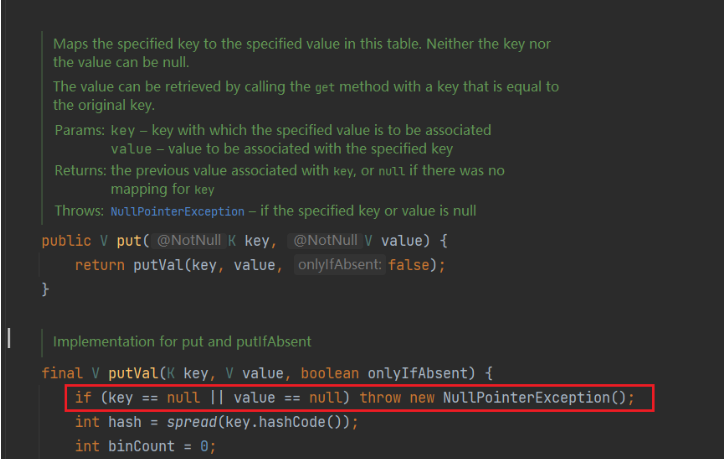 Maps the specified key to the specified value in this table. Neither the key nor
the value can be null.
The value can be retrieved by calling the get method with a key that is equal to
the original key.
Params: key – key with which the specified value is to be associated
value – value to be associated with the specified key
Returns: the previous value associated with key, or null if there was no
mapping for key
Throws: NullPointerException – if the specified key or value is null
public V put( @NotNull K key, @NotNull V value) {
return putVal(key, value, onlyIfAbsent: false);
}
Implementation for put and putIfAbsent
final V putVal(K key, V value, boolean onlyIfAbsent) {
if (key == null || value == null) throw new NullPointerException();
int hash = spread(key.hashCode());
int binCount = 0;